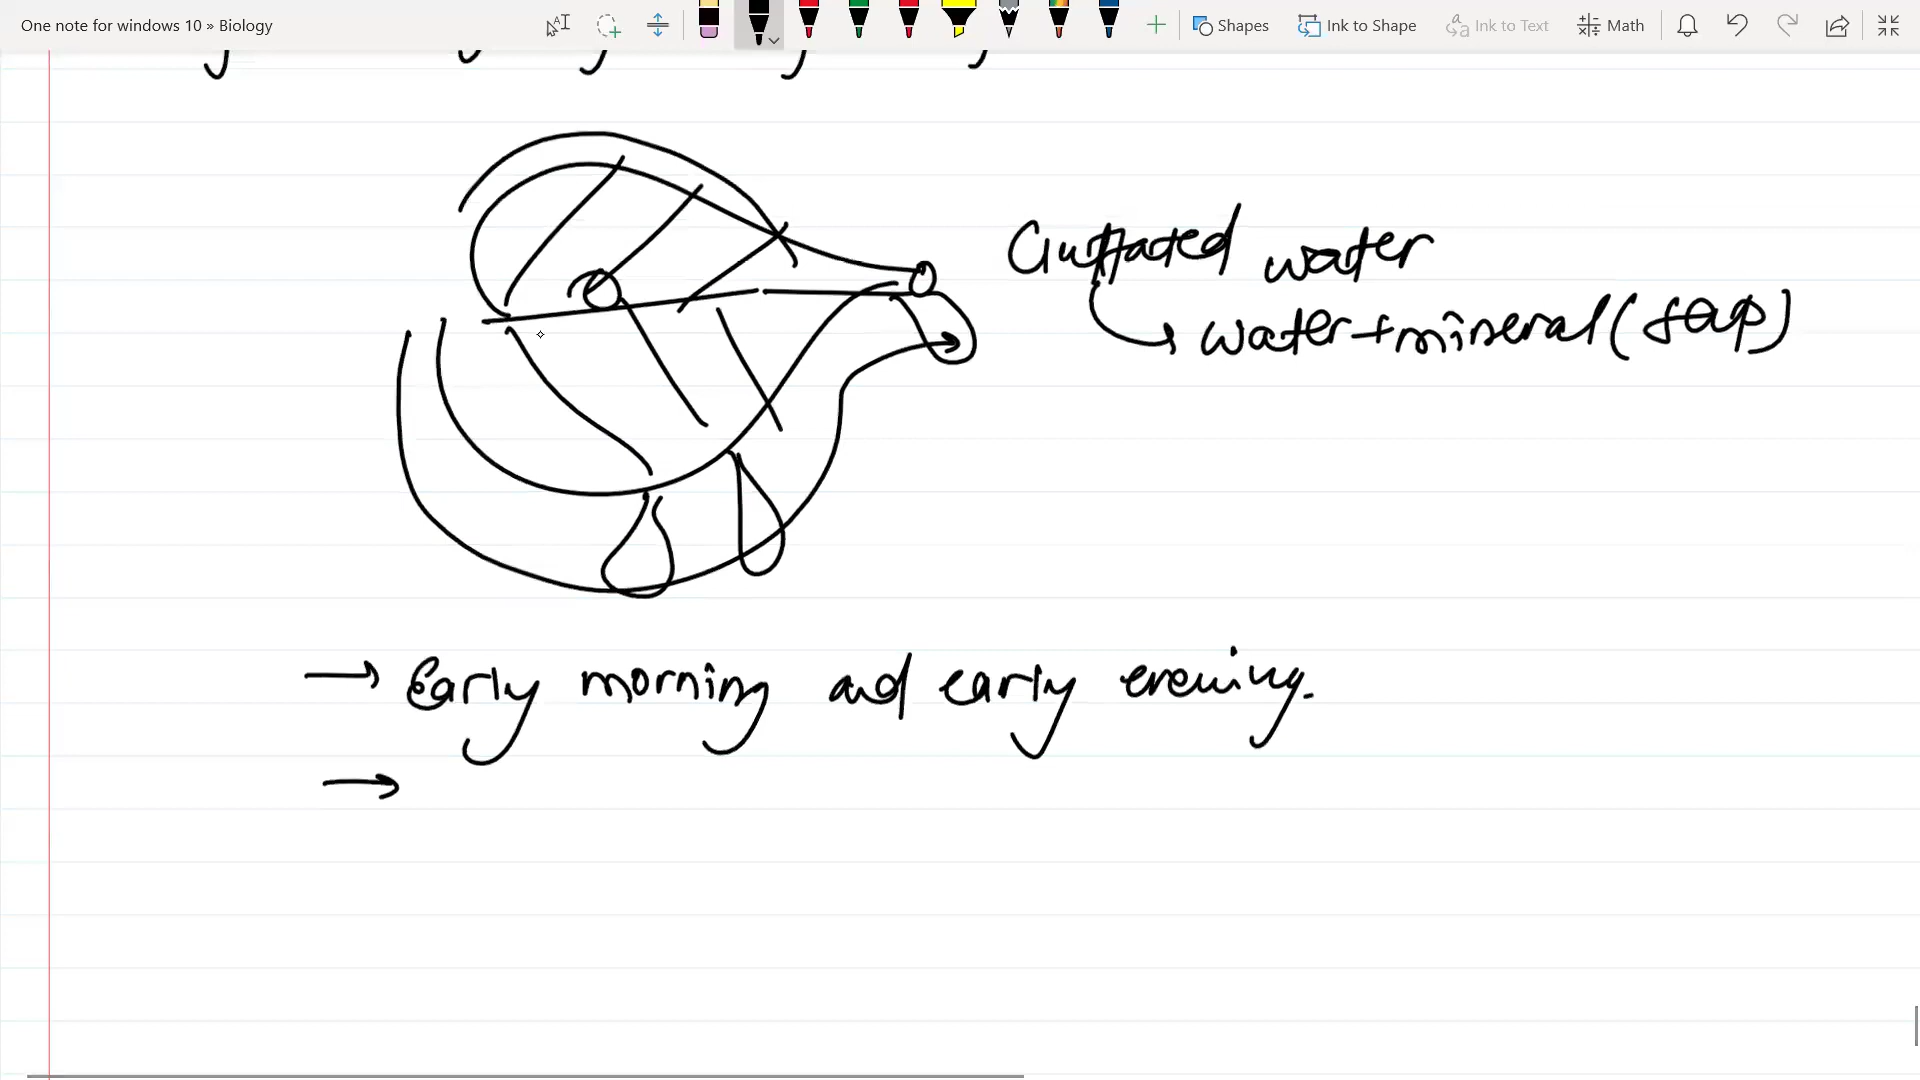 One note for windows 10 » Biology
Shapes
Ink to Shape
Ink to Text
Math
Guttated water
→ water+mineral (sap)
→ Early morning and early evening.
→